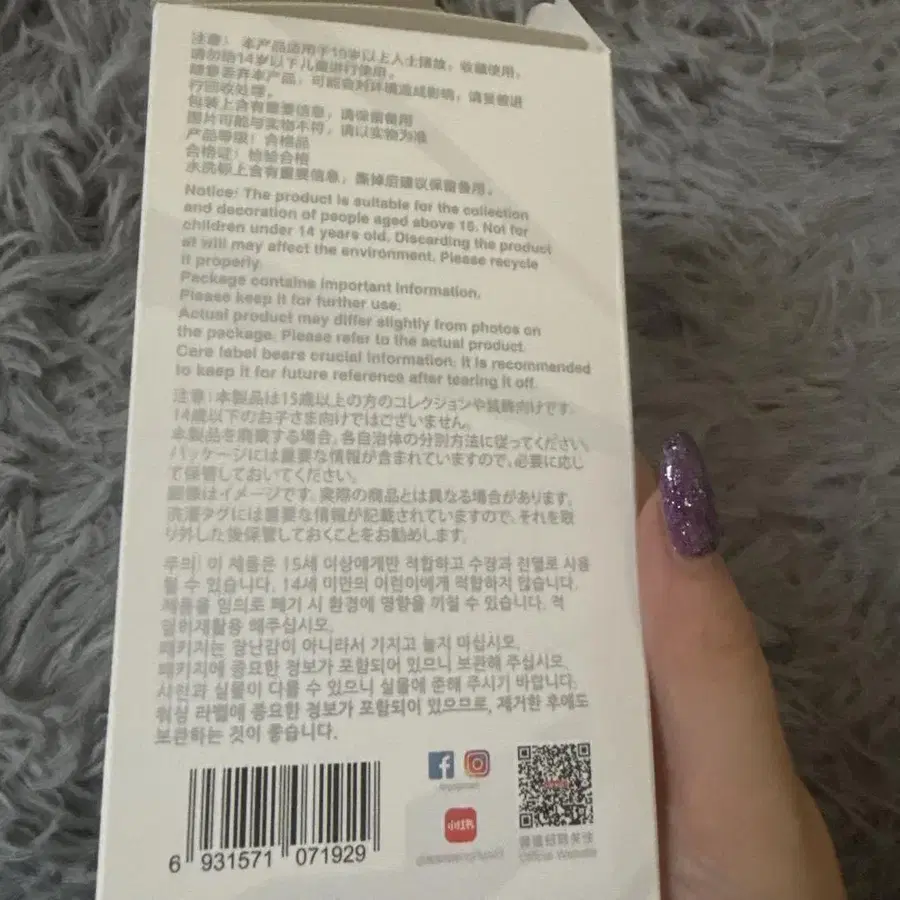 注意：本产品适用于15岁以上人士摆放，收藏使用，
请勿给14岁以下儿童进行使用。
随意丢弃本产品，可能会对环境造成影响，请妥善进
行回收处理。
包装上含有重要信息，请保留备用
图片可能与实物不符，请以实物为准
产品等级：合格品
合格证：检验合格
水洗标上含有重要信息，撕掉后建议保留备用。
Notice: The product is suitable for the collection
and decoration of people aged above 15. Not for
children under 14 years old. Discarding the product
at will may affect the environment. Please recycle
it properly.
Package contains important information.
Please keep it for further use.
Actual product may differ slightly from photos on
the package. Please refer to the actual product.
Care label bears crucial information. It is recommended
to keep it for future reference after tearing it off.
注意：本製品は15歳以上の方のコレクションや装飾向けです。
14歳以下のお子さま向けではございません。
本製品を廃棄する場合、各自治体の分別方法に従ってください。
パッケージには重要な情報が含まれていますので、必要に応じ
て保管しておいてください。
画像はイメージです。実際の商品とは異なる場合があります。
洗濯タグには重要な情報が記載されていますので、それを取
り外した後保管しておくことをお勧めします。
주의! 이 제품은 15세 이상에게만 적합하고 수강과 진열로 사용
될 수 있습니다. 14세 미만의 어린이에게 적합하지 않습니다.
제품을 임의로 폐기 시 환경에 영향을 끼칠 수 있습니다. 적
절히재활용 해주십시오.
패키지는 장난감이 아니라서 가지고 놀지 마십시오.
패키지에 중요한 정보가 포함되어 있으니 보관해 주십시오.
사진과 실물이 다를 수 있으니 실물에 준해 주시기 바랍니다.
워싱 라벨에 중요한 정보가 포함되어 있으므로, 제거한 후에도
보관하는 것이 좋습니다.
小红书
Official Website
6 931571 071929